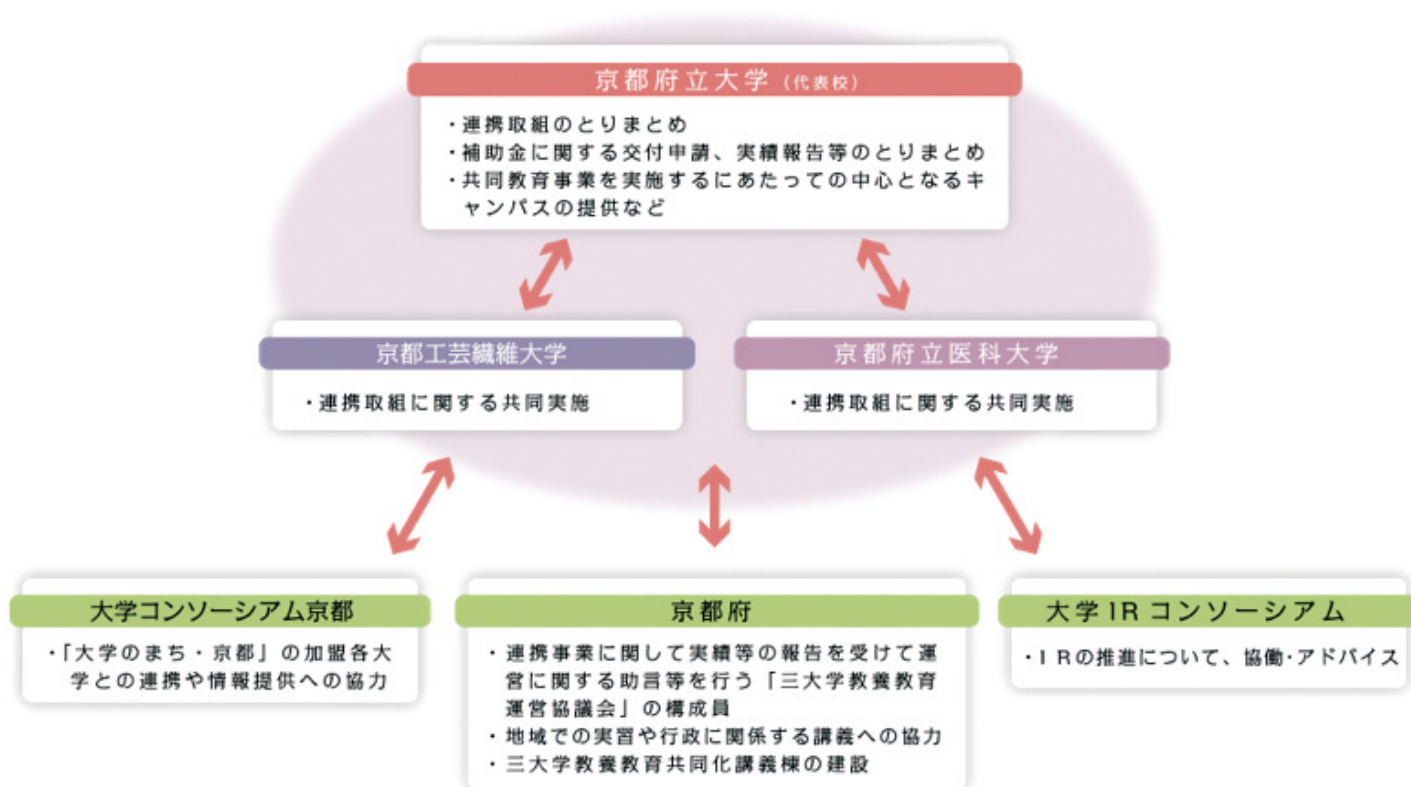 京都府立大学(代表校)
・連携取組のとりまとめ
・補助金に関する交付申請、実績報告等のとりまとめ
・共同教育事業を実施するにあたっての中心となるキ
ャンパスの提供など
京都工芸繊維大学
・連携取組に関する共同実施
京都府立医科大学
・連携取組に関する共同実施
大学コンソーシアム京都
・「大学のまち・京都」の加盟各大
学との連携や情報提供への協力
京都府
・連携事業に関して実績等の報告を受けて運
営に関する助言等を行う「三大学教養教育
運営協議会」の構成員
・地域での実習や行政に関係する講義への協力
・三大学教養教育共同化講義棟の建設
大学IRコンソーシアム
・IRの推進について、協働・アドバイス